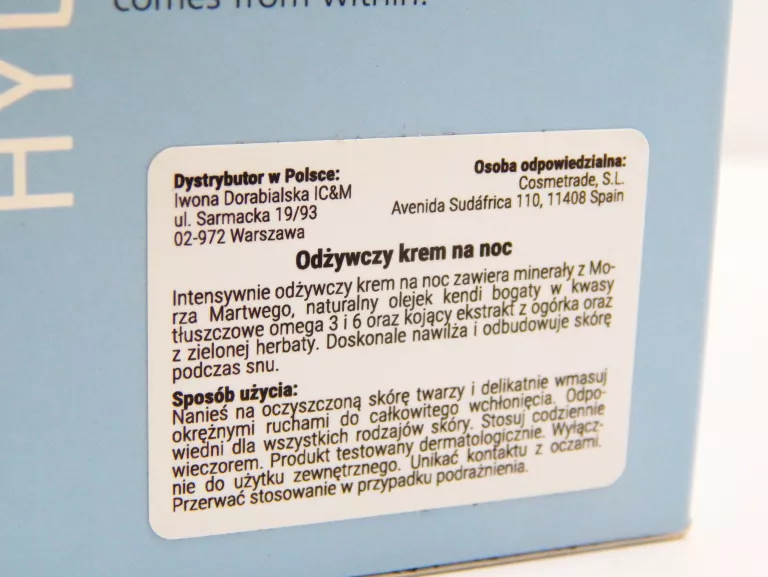 comes from within.
HYL
Dystrybutor w Polsce:
Iwona Dorabialska IC&M
ul. Sarmacka 19/93
02-972 Warszawa
Osoba odpowiedzialna:
Cosmetrade, S.L.
Avenida Sudáfrica 110, 11408 Spain
Odżywczy krem na noc
Intensywnie odżywczy krem na noc zawiera minerały z Mo-
rza Martwego, naturalny olejek kendi bogaty w kwasy
tłuszczowe omega 3 i 6 oraz kojący ekstrakt z ogórka oraz
z zielonej herbaty. Doskonale nawilża i odbudowuje skórę
podczas snu.
Sposób użycia:
Nanieś na oczyszczoną skórę twarzy i delikatnie wmasuj
okrężnymi ruchami do całkowitego wchłonięcia. Odpo-
wiedni dla wszystkich rodzajów skóry. Stosuj codziennie
wieczorem. Produkt testowany dermatologicznie. Wyłącz-
nie do użytku zewnętrznego. Unikać kontaktu z oczami.
Przerwać stosowanie w przypadku podrażnienia.